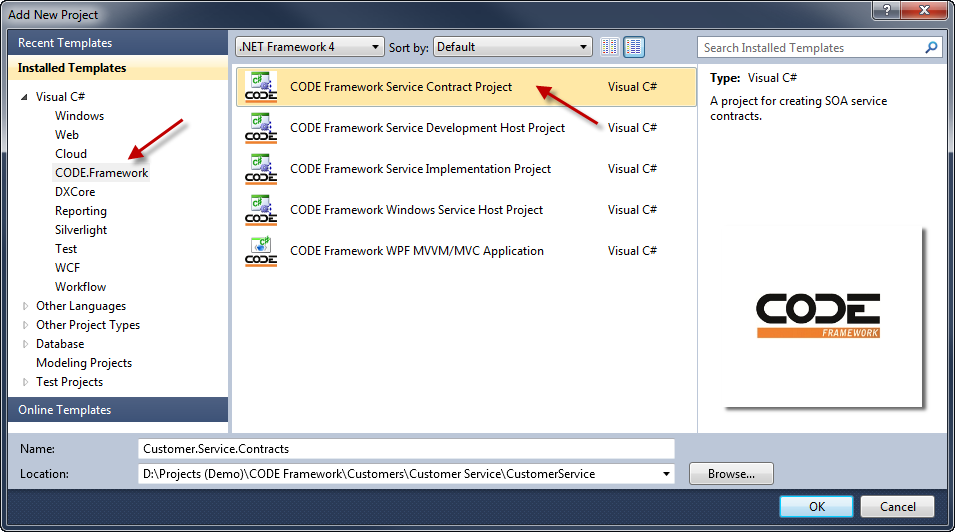 Add New Project
?
Recent Templates
Installed Templates
Visual C#
Windows
Web
Cloud
CODE.Framework
DXCore
Reporting
Silverlight
Test
WCF
Workflow
Other Languages
Other Project Types
Database
Modeling Projects
Test Projects
Online Templates
.NET Framework 4
Sort by: Default
CODE Framework Service Contract Project Visual C#
CODE Framework Service Development Host Project Visual C#
CODE Framework Service Implementation Project Visual C#
CODE Framework Windows Service Host Project Visual C#
CODE Framework WPF MVVM/MVC Application Visual C#
C# CODE
C# CODE
C# CODE
C# CODE
C# CODE
Search Installed Templates
Type: Visual C#
A project for creating SOA service
contracts.
CODE
FRAMEWORK
Name: Customer.Service.Contracts
Location: D:\Projects (Demo)\CODE Framework\Customers\Customer Service\CustomerService
Browse...
OK Cancel